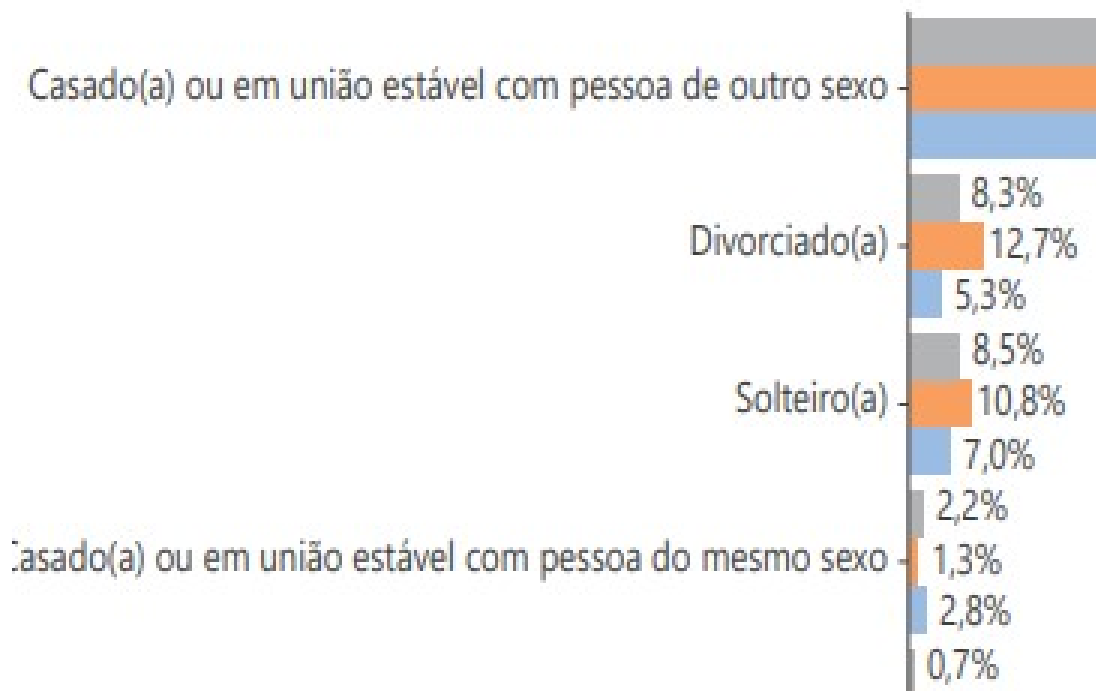 Casado(a) ou em união estável com pessoa de outro sexo
8,3%
Divorciado(a)
12,7%
5,3%
8,5%
Solteiro(a)
10,8%
7,0%
2,2%
Casado(a) ou em união estável com pessoa do mesmo sexo
1,3%
2,8%
0,7%